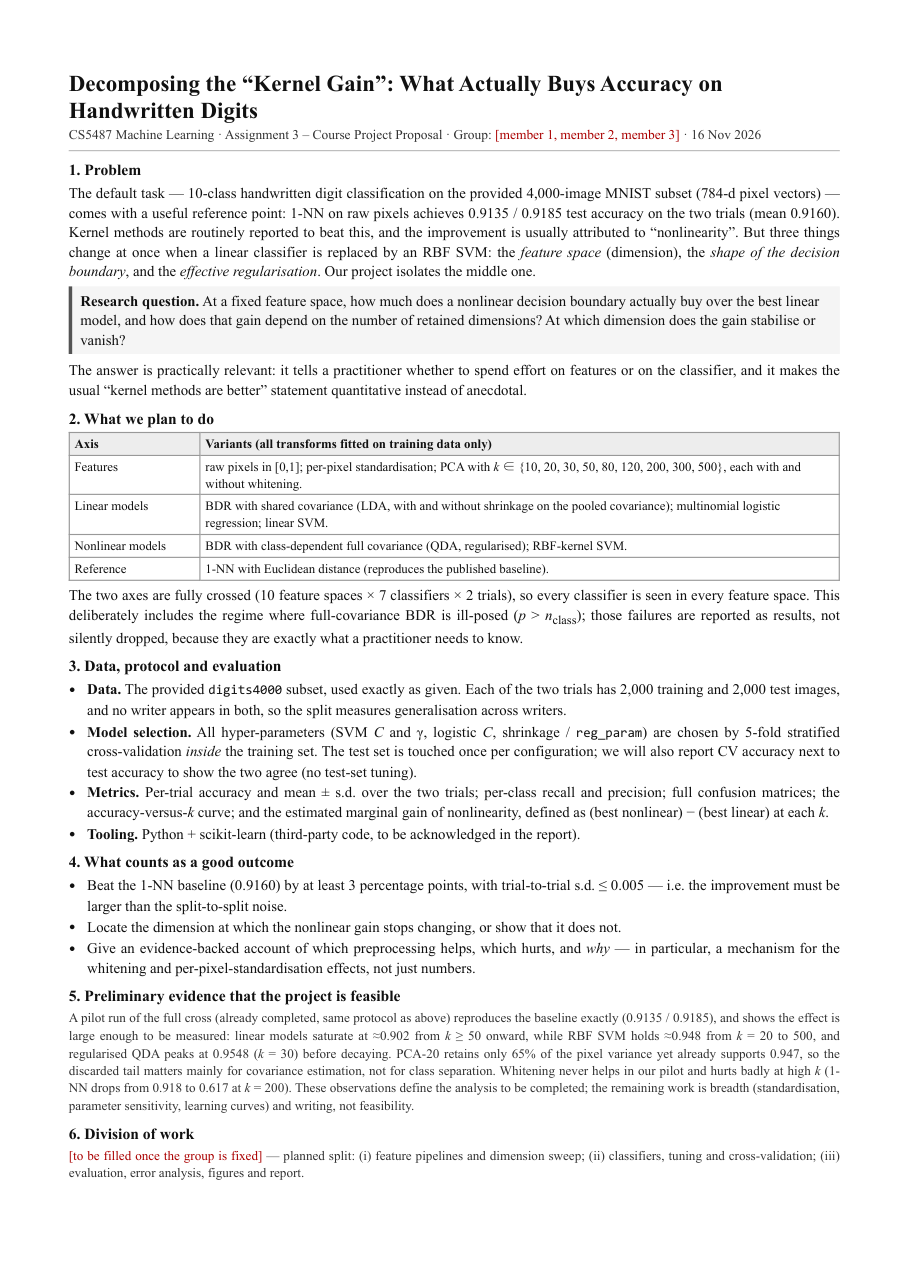 Decomposing the “Kernel Gain”: What Actually Buys Accuracy on
Handwritten Digits
CS5487 Machine Learning · Assignment 3 – Course Project Proposal · Group: [member 1, member 2, member 3] · 16 Nov 2026
1. Problem
The default task — 10-class handwritten digit classification on the provided 4,000-image MNIST subset (784-d pixel vectors) —
comes with a useful reference point: 1-NN on raw pixels achieves 0.9135 / 0.9185 test accuracy on the two trials (mean 0.9160).
Kernel methods are routinely reported to beat this, and the improvement is usually attributed to “nonlinearity”. But three things
change at once when a linear classifier is replaced by an RBF SVM: the feature space (dimension), the shape of the decision
boundary, and the effective regularisation. Our project isolates the middle one.
Research question. At a fixed feature space, how much does a nonlinear decision boundary actually buy over the best linear
model, and how does that gain depend on the number of retained dimensions? At which dimension does the gain stabilise or
vanish?
The answer is practically relevant: it tells a practitioner whether to spend effort on features or on the classifier, and it makes the
usual “kernel methods are better” statement quantitative instead of anecdotal.
2. What we plan to do
Axis Variants (all transforms fitted on training data only)
Features raw pixels in [0,1]; per-pixel standardisation; PCA with k ∈ {10, 20, 30, 50, 80, 120, 200, 300, 500}, each with and
without whitening.
Linear models BDR with shared covariance (LDA, with and without shrinkage on the pooled covariance); multinomial logistic
regression; linear SVM.
Nonlinear models BDR with class-dependent full covariance (QDA, regularised); RBF-kernel SVM.
Reference 1-NN with Euclidean distance (reproduces the published baseline).
The two axes are fully crossed (10 feature spaces × 7 classifiers × 2 trials), so every classifier is seen in every feature space. This
deliberately includes the regime where full-covariance BDR is ill-posed (p > nclass); those failures are reported as results, not
silently dropped, because they are exactly what a practitioner needs to know.
3. Data, protocol and evaluation
• Data. The provided digits4000 subset, used exactly as given. Each of the two trials has 2,000 training and 2,000 test images,
and no writer appears in both, so the split measures generalisation across writers.
• Model selection. All hyper-parameters (SVM C and γ, logistic C, shrinkage / reg_param) are chosen by 5-fold stratified
cross-validation inside the training set. The test set is touched once per configuration; we will also report CV accuracy next to
test accuracy to show the two agree (no test-set tuning).
• Metrics. Per-trial accuracy and mean ± s.d. over the two trials; per-class recall and precision; full confusion matrices; the
accuracy-versus-k curve; and the estimated marginal gain of nonlinearity, defined as (best nonlinear) − (best linear) at each k.
• Tooling. Python + scikit-learn (third-party code, to be acknowledged in the report).
4. What counts as a good outcome
• Beat the 1-NN baseline (0.9160) by at least 3 percentage points, with trial-to-trial s.d. ≤ 0.005 — i.e. the improvement must be
larger than the split-to-split noise.
• Locate the dimension at which the nonlinear gain stops changing, or show that it does not.
• Give an evidence-backed account of which preprocessing helps, which hurts, and why — in particular, a mechanism for the
whitening and per-pixel-standardisation effects, not just numbers.
5. Preliminary evidence that the project is feasible
A pilot run of the full cross (already completed, same protocol as above) reproduces the baseline exactly (0.9135 / 0.9185), and shows the effect is
large enough to be measured: linear models saturate at ≈0.902 from k ≥ 50 onward, while RBF SVM holds ≈0.948 from k = 20 to 500, and
regularised QDA peaks at 0.9548 (k = 30) before decaying. PCA-20 retains only 65% of the pixel variance yet already supports 0.947, so the
discarded tail matters mainly for covariance estimation, not for class separation. Whitening never helps in our pilot and hurts badly at high k (1-
NN drops from 0.918 to 0.617 at k = 200). These observations define the analysis to be completed; the remaining work is breadth (standardisation,
parameter sensitivity, learning curves) and writing, not feasibility.
6. Division of work
[to be filled once the group is fixed] — planned split: (i) feature pipelines and dimension sweep; (ii) classifiers, tuning and cross-validation; (iii)
evaluation, error analysis, figures and report.